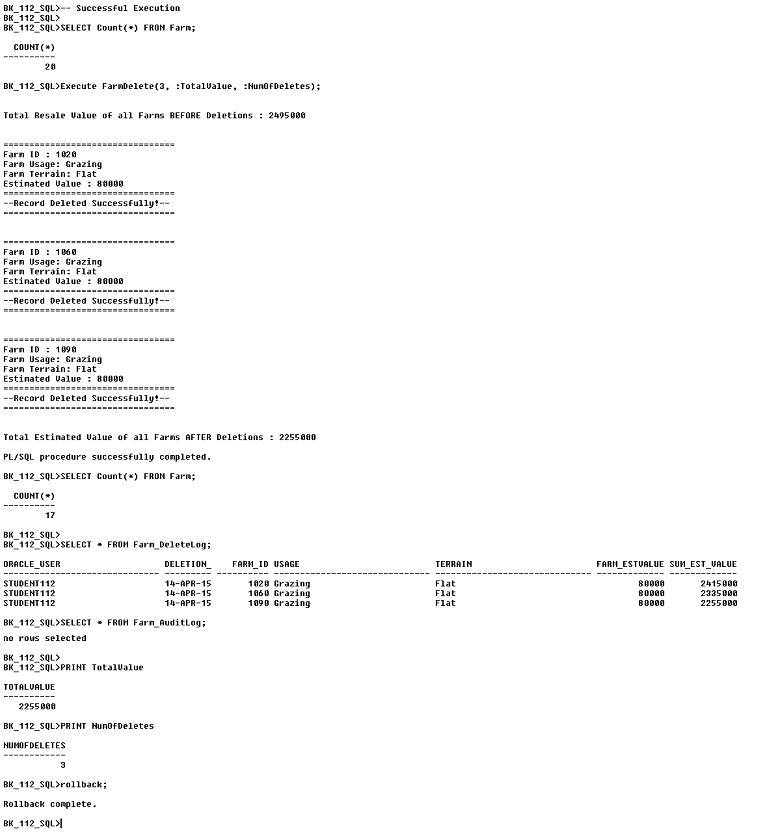 BK_112_SQL>-- Successful Execution
BK_112_SQL>
BK_112_SQL>SELECT Count(*) FROM Farm;
COUNT(*)
----------
20
BK_112_SQL>Execute FarmDelete(3, :TotalValue, :NumOfDeletes);
Total Resale Value of all Farms BEFORE Deletions : 2495000
=================================
Farm ID : 1020
Farm Usage: Grazing
Farm Terrain: Flat
Estimated Value : 80000
=================================
--Record Deleted Successfully!--
=================================
=================================
Farm ID : 1060
Farm Usage: Grazing
Farm Terrain: Flat
Estimated Value : 80000
=================================
--Record Deleted Successfully!--
=================================
=================================
Farm ID : 1090
Farm Usage: Grazing
Farm Terrain: Flat
Estimated Value : 80000
=================================
--Record Deleted Successfully!--
=================================
Total Estimated Value of all Farms AFTER Deletions : 2255000
PL/SQL procedure successfully completed.
BK_112_SQL>SELECT Count(*) FROM Farm;
COUNT(*)
----------
17
BK_112_SQL>
BK_112_SQL>SELECT * FROM Farm_DeleteLog;
ORACLE_USER DELETION_ FARM_ID USAGE TERRAIN FARM_ESTVALUE SUM_EST_VALUE
------------------------------ --------- ---------- ------------------------------ ------------------------------ ------------- -------------
STUDENT112 14-APR-15 1020 Grazing Flat 80000 2415000
STUDENT112 14-APR-15 1060 Grazing Flat 80000 2335000
STUDENT112 14-APR-15 1090 Grazing Flat 80000 2255000
BK_112_SQL>SELECT * FROM Farm_AuditLog;
no rows selected
BK_112_SQL>
BK_112_SQL>PRINT TotalValue
TOTALVALUE
----------
2255000
BK_112_SQL>PRINT NumOfDeletes
NUMOFDELETES
------------
3
BK_112_SQL>rollback;
Rollback complete.
BK_112_SQL>